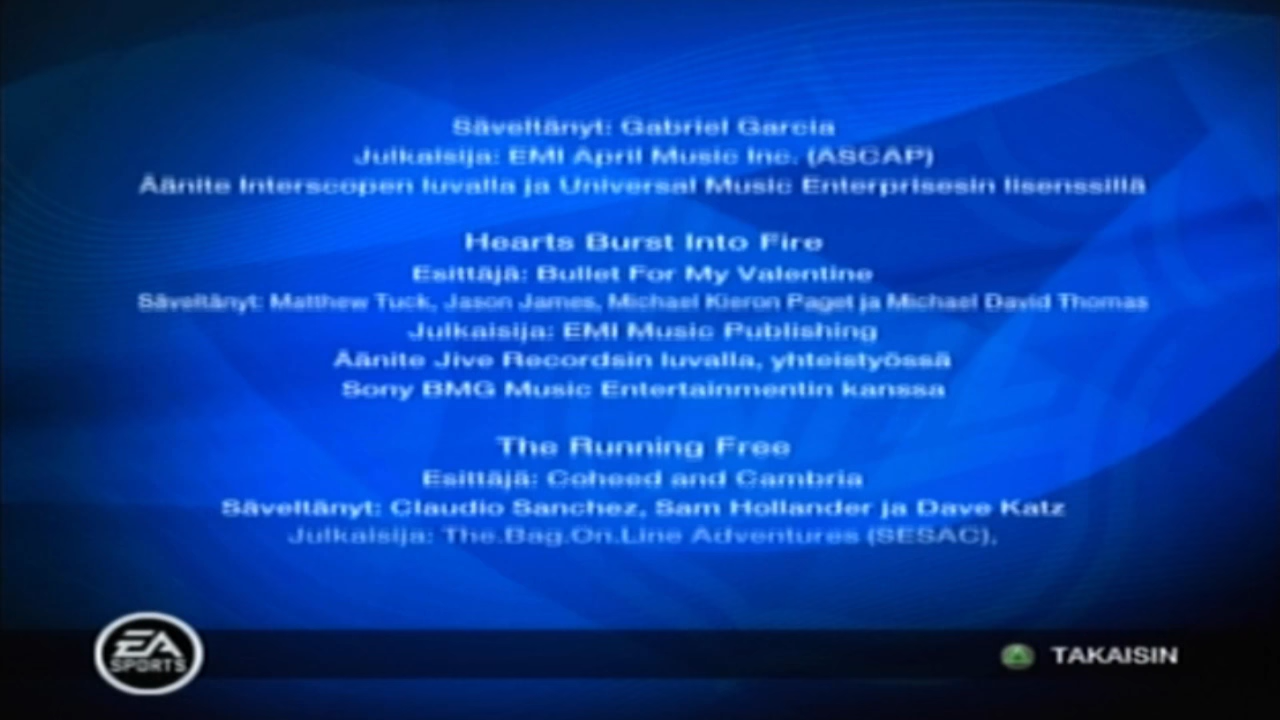 Säveltänyt: Gabriel Garcia
Julkaisija: EMI April Music Inc. (ASCAP)
Äänite Interscopen luvalla ja Universal Music Enterprisesin lisenssillä
Hearts Burst Into Fire
Esittäjä: Bullet For My Valentine
Säveltänyt: Matthew Tuck, Jason James, Michael Kieron Paget ja Michael David Thomas
Julkaisija: EMI Music Publishing
Äänite Jive Recordsin luvalla, yhteistyössä
Sony BMG Music Entertainmentin kanssa
The Running Free
Esittäjä: Coheed and Cambria
Säveltänyt: Claudio Sanchez, Sam Hollander ja Dave Katz
Julkaisija: The.Bag.On.Line Adventures (SESAC),
EA SPORTS
TAKAISIN